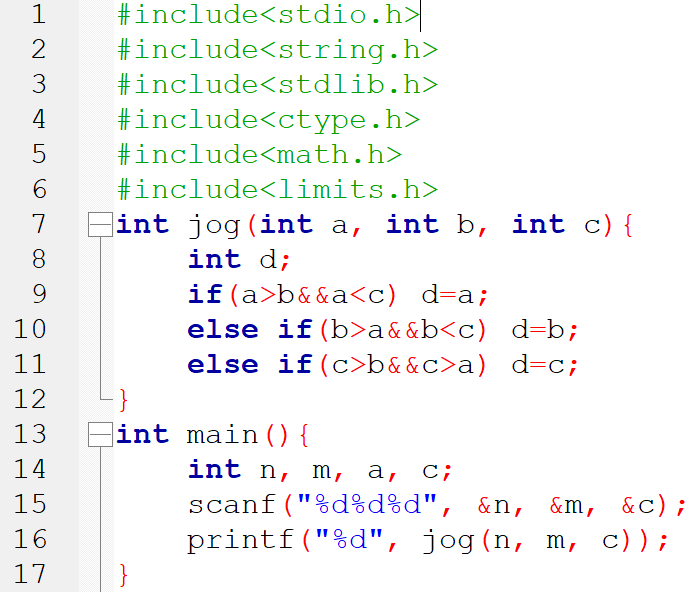 1 #include<stdio.h>
2 #include<string.h>
3 #include<stdlib.h>
4 #include<ctype.h>
5 #include<math.h>
6 #include<limits.h>
7 int jog(int a, int b, int c){
8 int d;
9 if(a>b&&a<c) d=a;
10 else if(b>a&&b<c) d=b;
11 else if(c>b&&c>a) d=c;
12 }
13 int main(){
14 int n, m, a, c;
15 scanf("%d%d%d", &n, &m, &c);
16 printf("%d", jog(n, m, c));
17 }